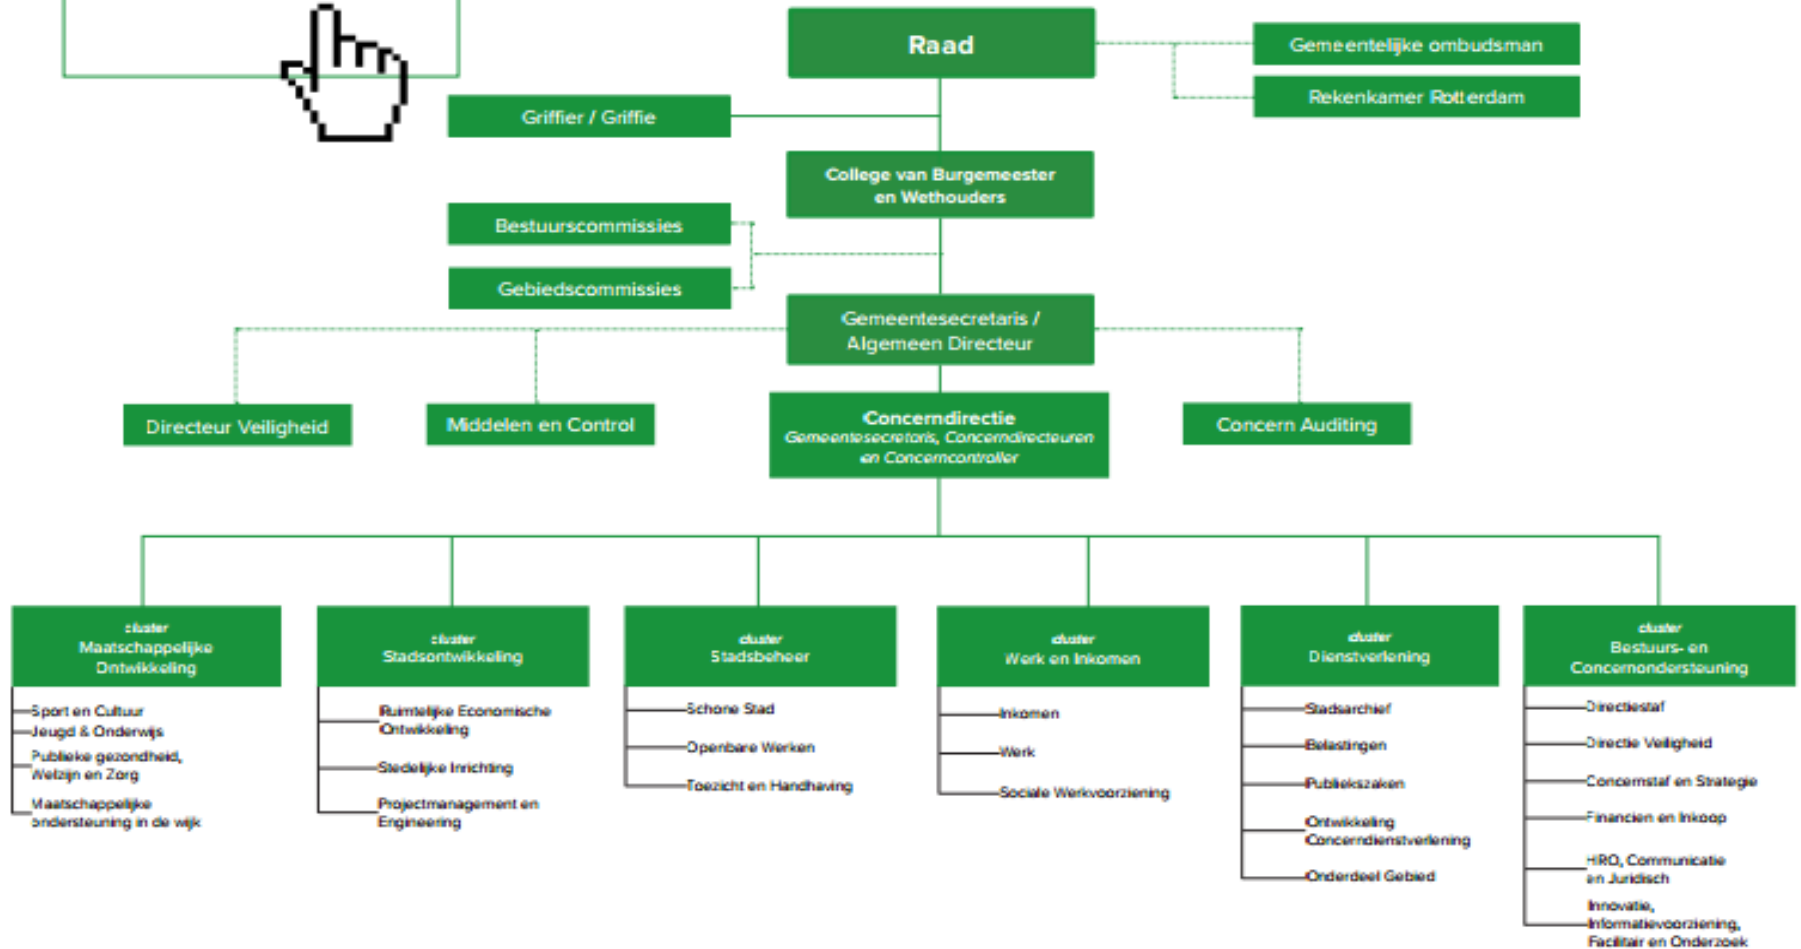 Raad
Gemeentelijke ombudsman
Rekenkamer Rotterdam
Griffier / Griffie
College van Burgemeester
en Wethouders
Bestuurscommissies
Gebiedscommissies
Gemeentesecretaris /
Algemeen Directeur
Directeur Veiligheid
Middelen en Control
Concerndirectie
Gemeentesecretaris, Concerndirecteuren
en Concerncontroller
Concern Auditing
cluster
Maatschappelijke
Ontwikkeling
Sport en Cultuur
Jeugd & Onderwijs
Publieke gezondheid,
Welzijn en Zorg
Maatschappelijke
ondersteuning in de wijk
cluster
Stadsontwikkeling
Ruimtelijke Economische
Ontwikkeling
Stedelijke Inrichting
Projectmanagement en
Engineering
cluster
Stadsbeheer
Schone Stad
Openbare Werken
Toezicht en Handhaving
cluster
Werk en Inkomen
Inkomen
Werk
Sociale Werkvoorziening
cluster
Dienstverlening
Stadsarchief
Belastingen
Publiekszaken
Ontwikkeling
Concerndienstverlening
Onderdeel Gebied
cluster
Bestuurs- en
Concernondersteuning
Directiestaf
Directie Veiligheid
Concernstaf en Strategie
Financien en Inkoop
HRO, Communicatie
en Juridisch
Innovatie,
Informatievoorziening,
Facilitair en Onderzoek